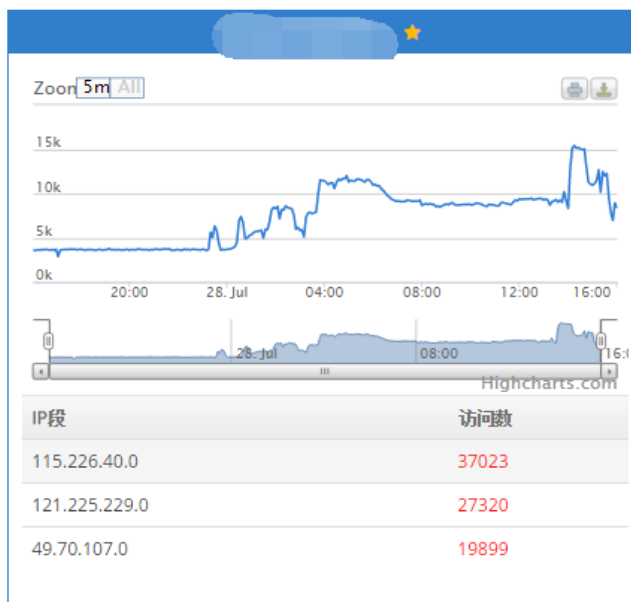 Zoom 5m All
15k
10k
5k
0k
20:00 28. Jul 04:00 08:00 12:00 16:00
28. Jul 08:00 16:0
Highcharts.com
IP段 访问数
115.226.40.0 37023
121.225.229.0 27320
49.70.107.0 19899